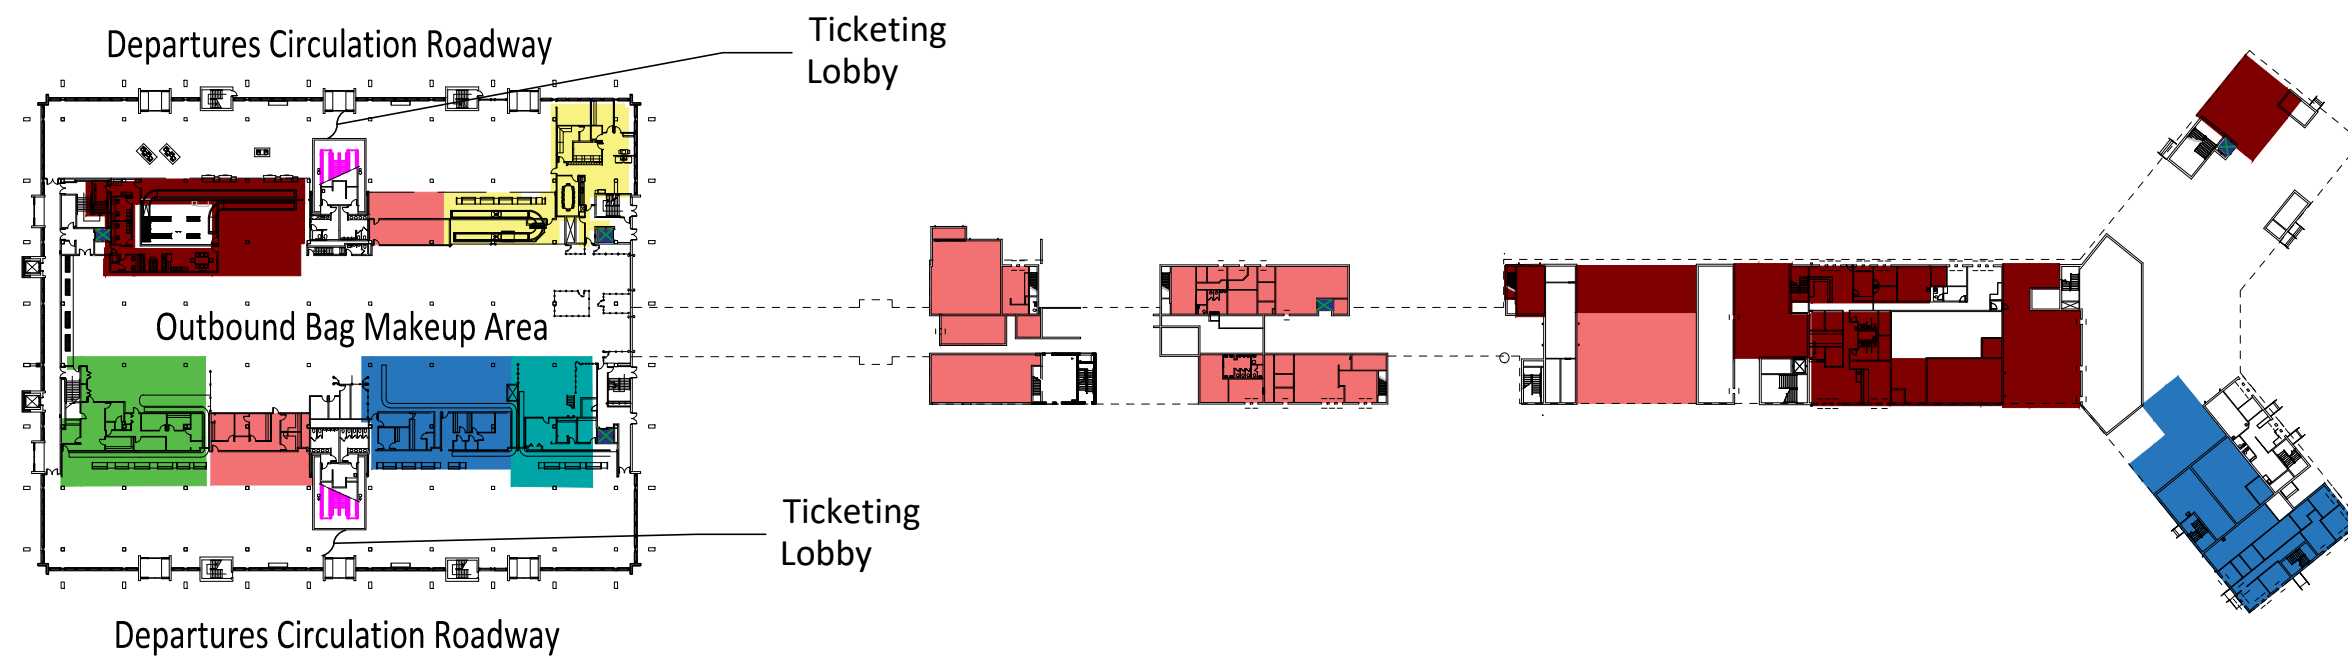 Departures Circulation Roadway
Ticketing
Lobby
Outbound Bag Makeup Area
Ticketing
Lobby
Departures Circulation Roadway